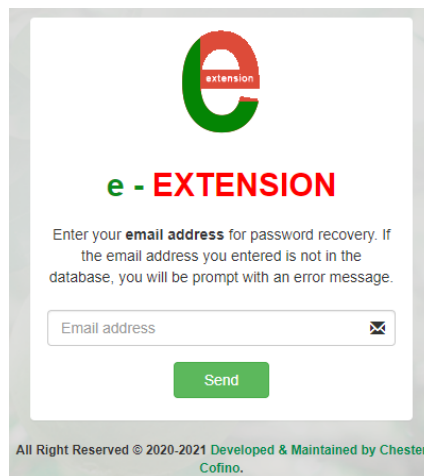 extension
e - EXTENSION
Enter your email address for password recovery. If
the email address you entered is not in the
database, you will be prompt with an error message.
Email address
Send
All Right Reserved © 2020-2021 Developed & Maintained by Chester
Cofino.